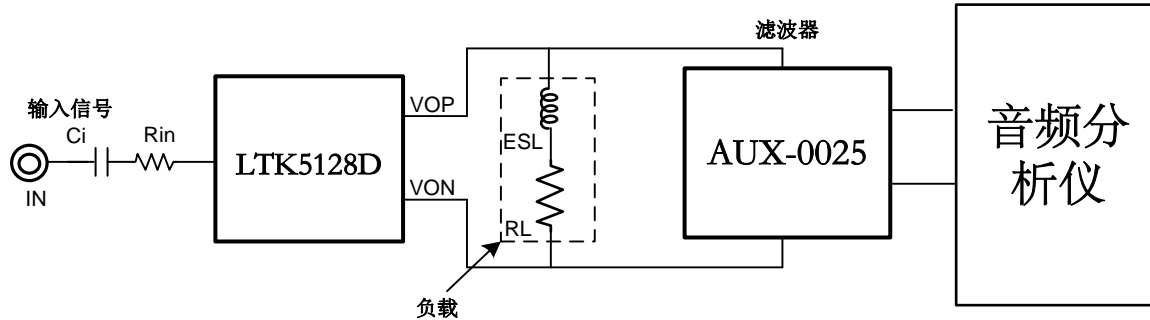 滤波器
输入信号
Ci
Rin
IN
LTK5128D
VOP
VON
ESL
RL
负载
AUX-0025
音频分
析仪